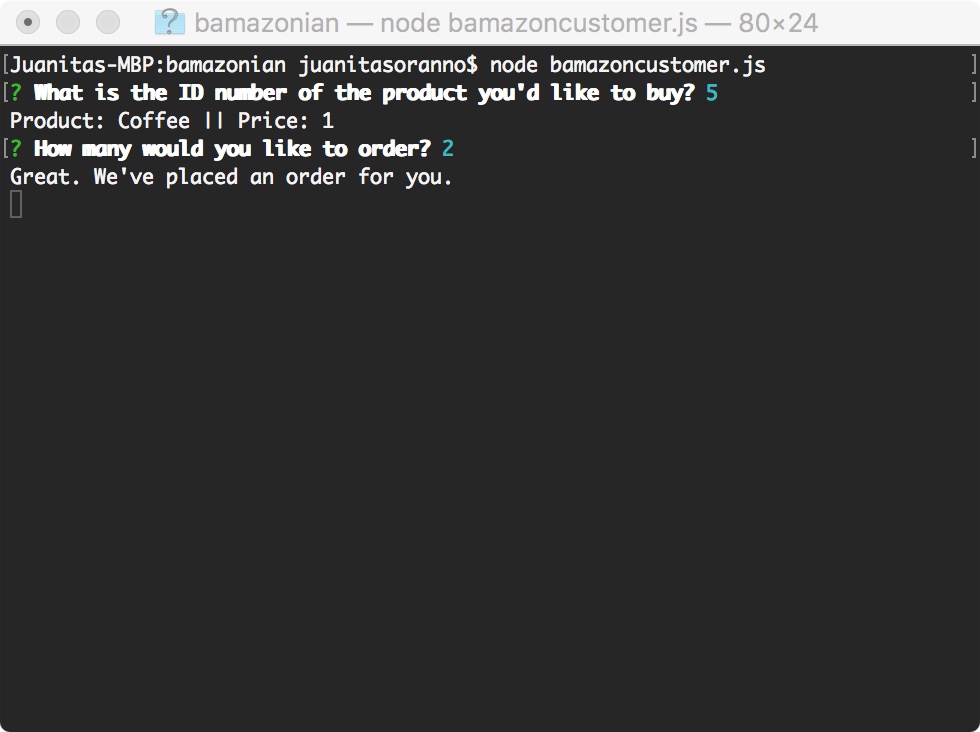 bamazonian — node bamazoncustomer.js — 80×24
[Juanitas-MBP:bamazonian juanitasoranno$ node bamazoncustomer.js ]
[? What is the ID number of the product you'd like to buy? 5 ]
Product: Coffee || Price: 1
[? How many would you like to order? 2 ]
Great. We've placed an order for you.